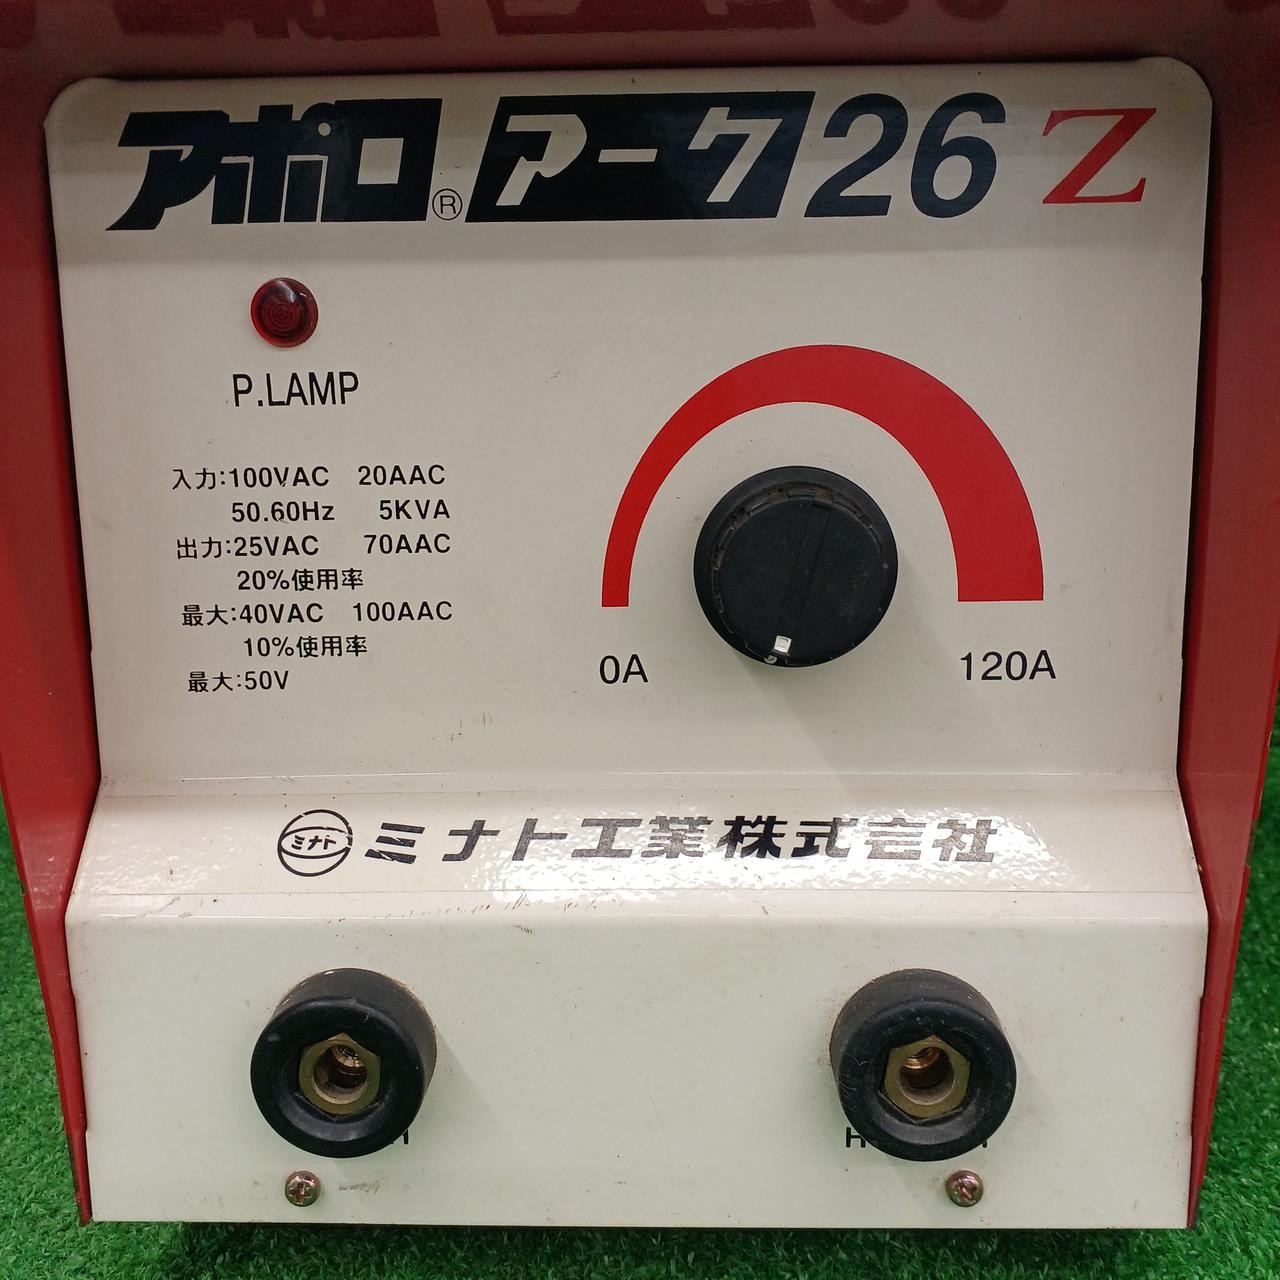 アポロ® アーク26 Z
P.LAMP
入力:100VAC 20AAC
50.60Hz 5KVA
出力:25VAC 70AAC
20%使用率
最大:40VAC 100AAC
10%使用率
最大:50V
0A 120A
ミナト ミナト工業株式会社